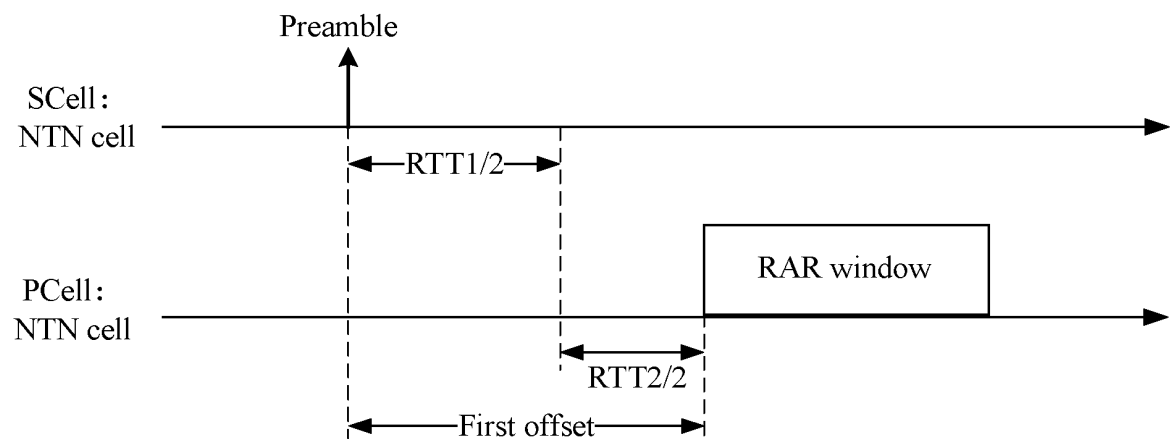 Preamble
SCell：
NTN cell
RTT1/2
RAR window
PCell：
NTN cell
RTT2/2
First offset